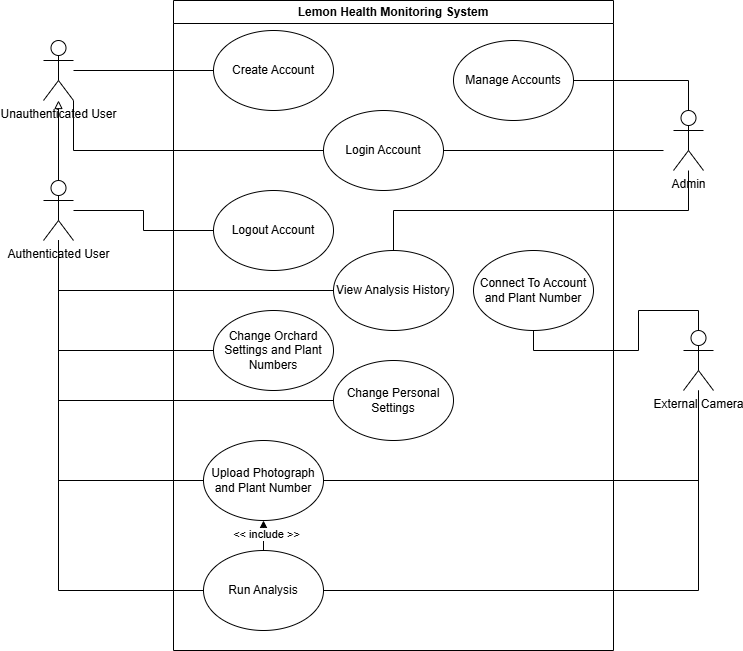 Lemon Health Monitoring System
Create Account
Manage Accounts
Unauthenticated User
Login Account
Admin
Logout Account
Authenticated User
View Analysis History
Connect To Account
and Plant Number
Change Orchard
Settings and Plant
Numbers
Change Personal
Settings
External Camera
Upload Photograph
and Plant Number
<< include >>
Run Analysis